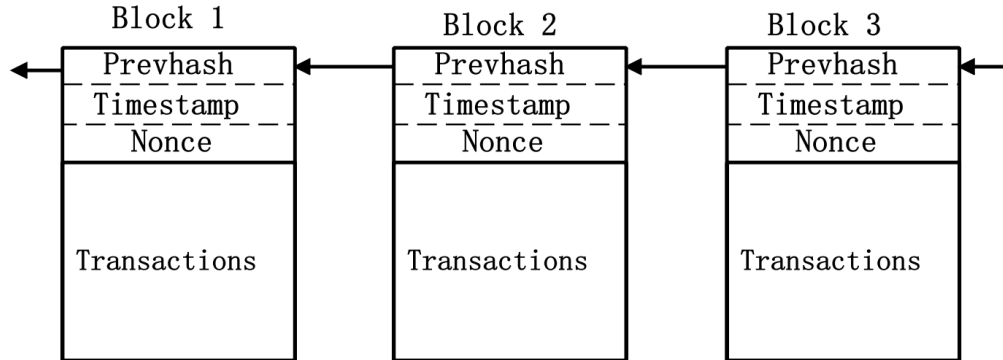 Block 1
Prevhash
Timestamp
Nonce
Transactions
Block 2
Prevhash
Timestamp
Nonce
Transactions
Block 3
Prevhash
Timestamp
Nonce
Transactions